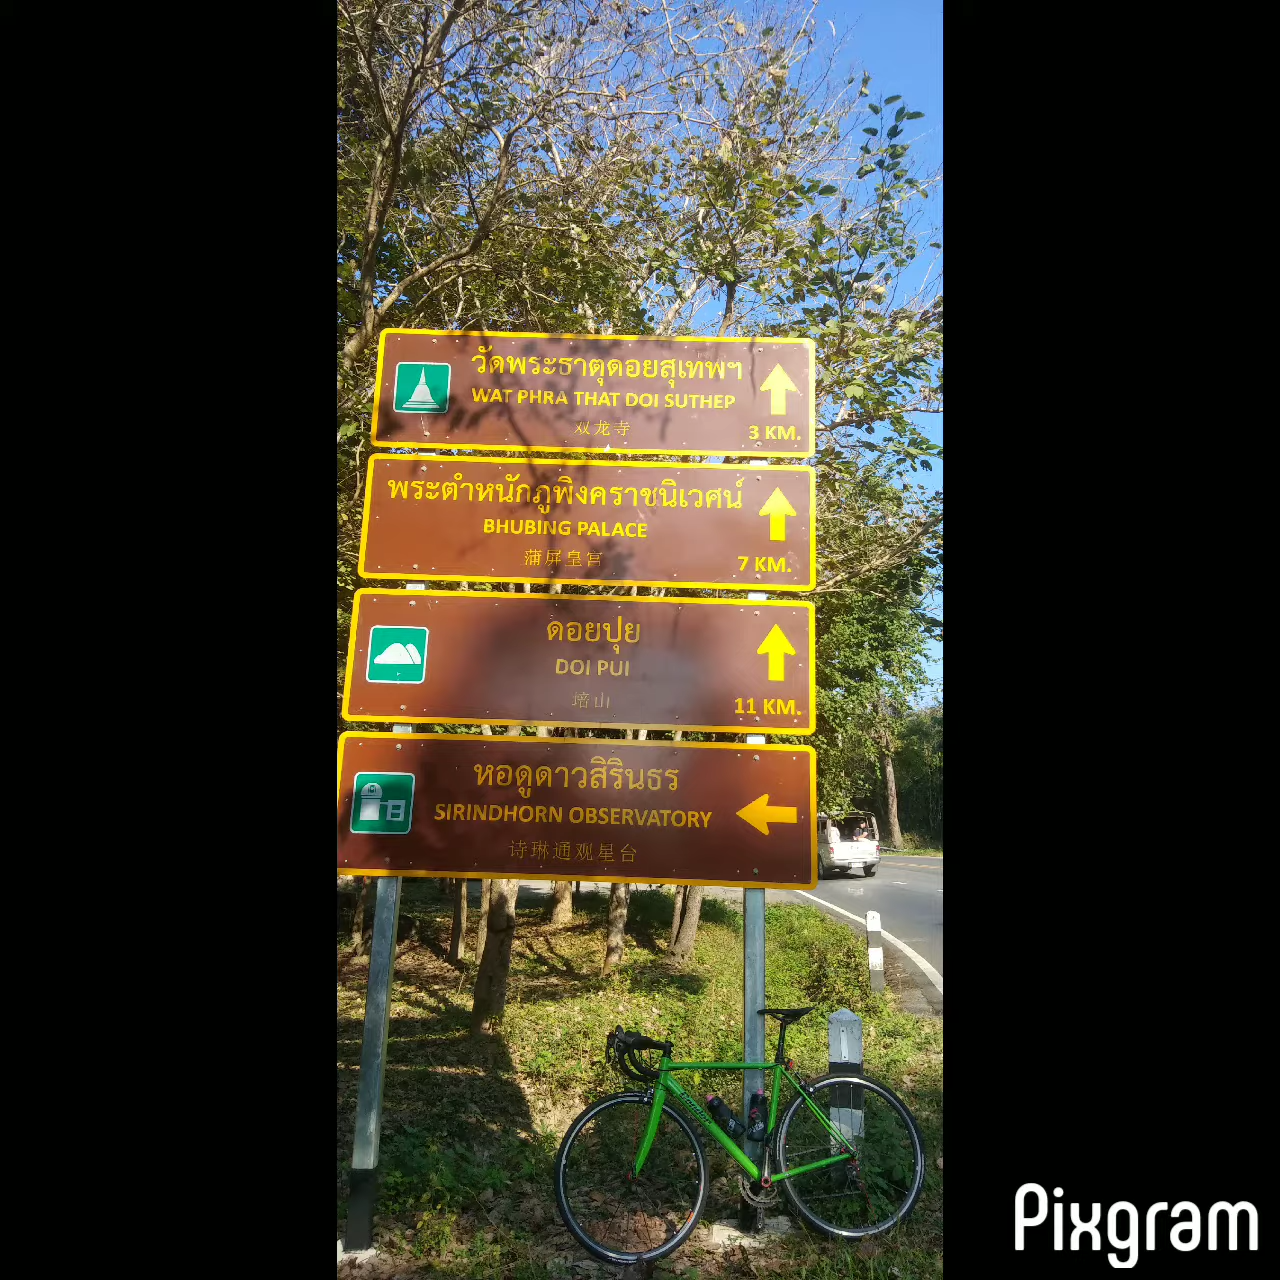 วัดพระธาตุดอยสุเทพฯ
WAT PHRA THAT DOI SUTHEP
双龙寺
3 KM.
พระตำหนักภูพิงคราชนิเวศน์
BHUBING PALACE
蒲屏皇宫
7 KM.
ดอยปุย
DOI PUI
培山
11 KM.
หอดูดาวสิรินธร
SIRINDHORN OBSERVATORY
诗琳通观星台
Pixgram